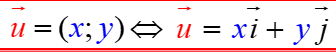 u⃗ = (x; y) ⇔ u⃗ = xi⃗ + yj⃗